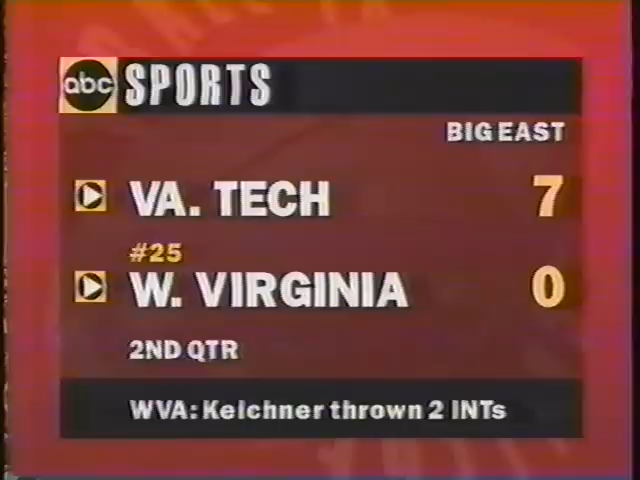 abc SPORTS
BIG EAST
VA. TECH 7
#25
W. VIRGINIA 0
2ND QTR
WVA: Kelchner thrown 2 INTs